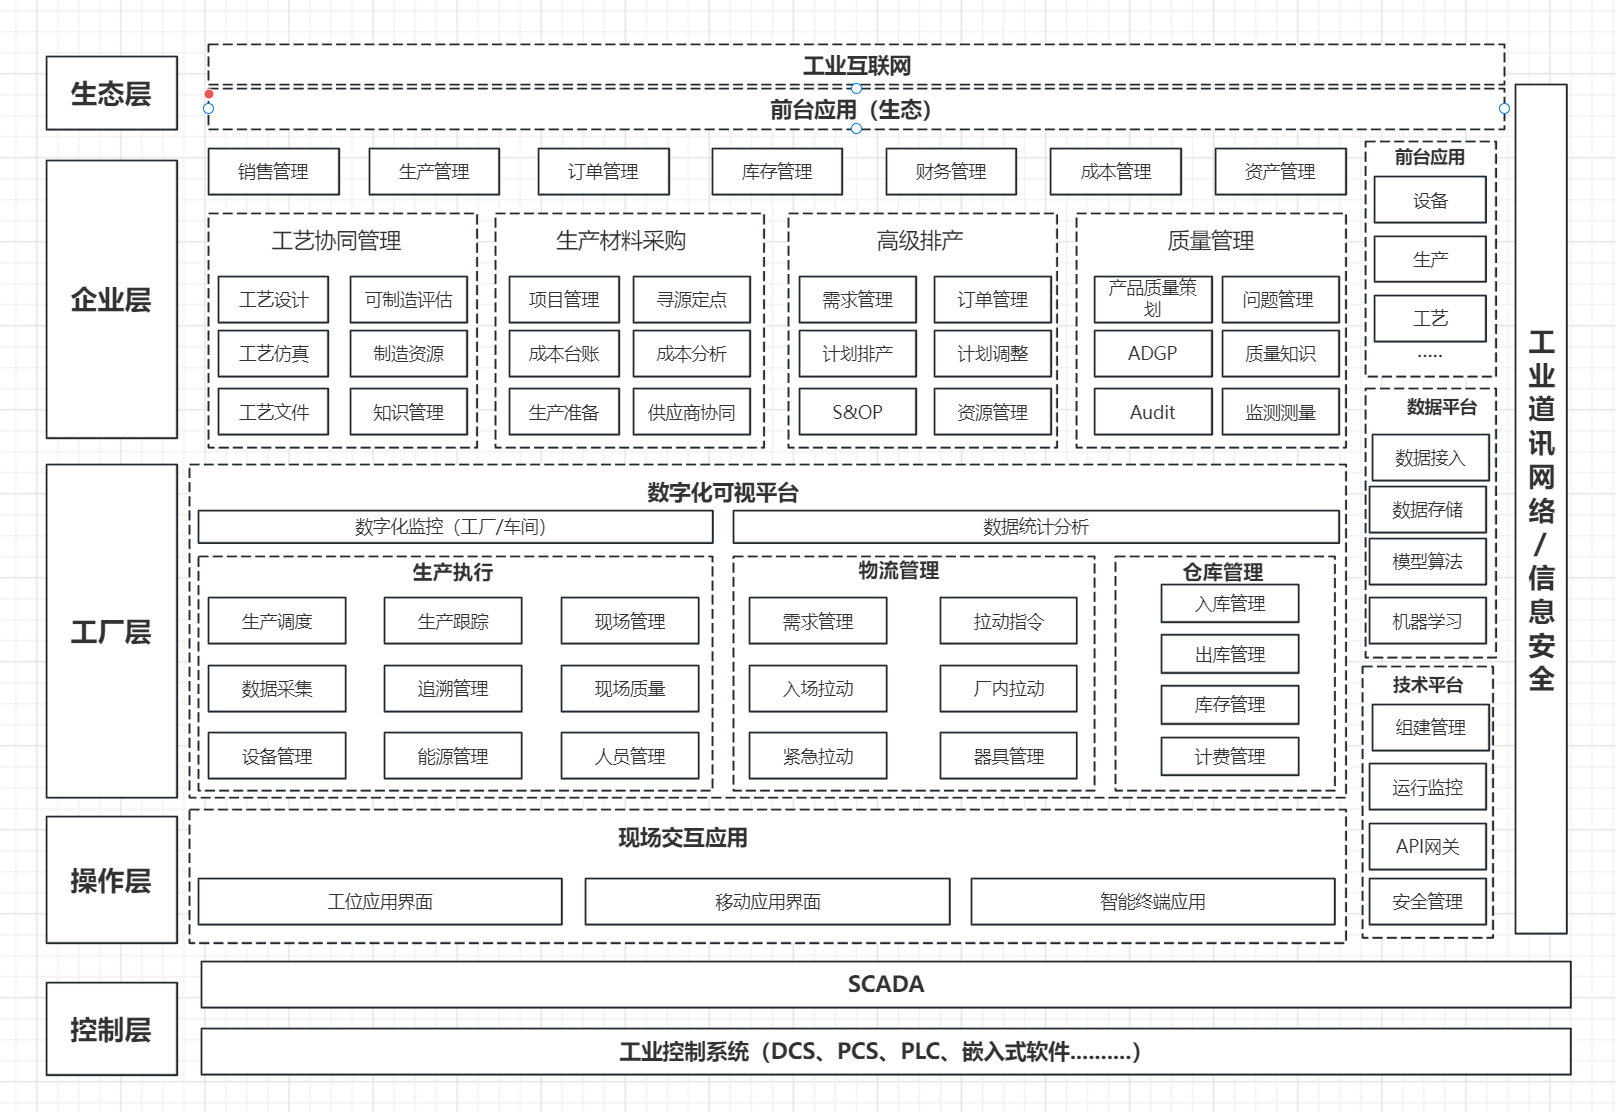 生态层
工业互联网
前台应用（生态）
企业层
销售管理
生产管理
订单管理
库存管理
财务管理
成本管理
资产管理
工艺协同管理
工艺设计
可制造评估
工艺仿真
制造资源
工艺文件
知识管理
生产材料采购
项目管理
寻源定点
成本台账
成本分析
生产准备
供应商协同
高级排产
需求管理
订单管理
计划排产
计划调整
S&OP
资源管理
质量管理
产品质量策
划
问题管理
ADGP
质量知识
Audit
监测测量
工厂层
数字化可视平台
数字化监控（工厂/车间）
数据统计分析
生产执行
生产调度
生产跟踪
现场管理
数据采集
追溯管理
现场质量
设备管理
能源管理
人员管理
物流管理
需求管理
拉动指令
入场拉动
厂内拉动
紧急拉动
器具管理
仓库管理
入库管理
出库管理
库存管理
计费管理
操作层
现场交互应用
工位应用界面
移动应用界面
智能终端应用
前台应用
设备
生产
工艺
.....
数据平台
数据接入
数据存储
模型算法
机器学习
技术平台
组建管理
运行监控
API网关
安全管理
工业道讯网络/信息安全
控制层
SCADA
工业控制系统（DCS、PCS、PLC、嵌入式软件..........）